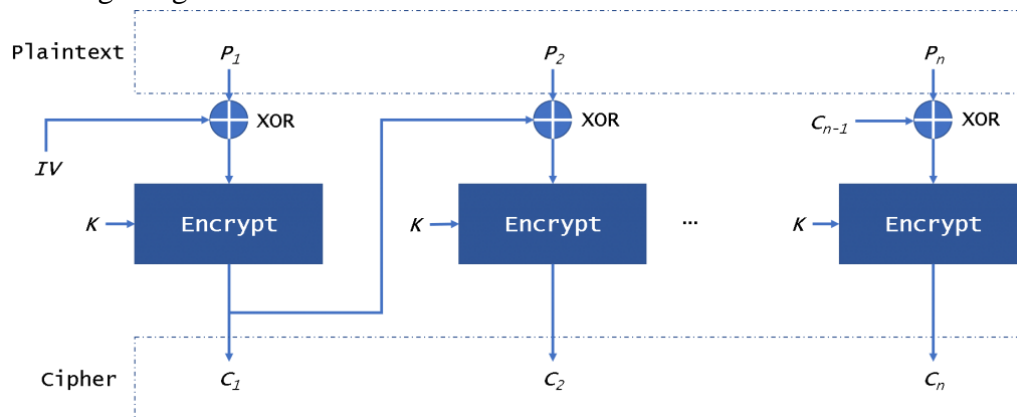 Plaintext P₁ P₂ Pₙ
XOR XOR Cₙ₋₁ XOR
IV
K Encrypt K Encrypt ... K Encrypt
Cipher C₁ C₂ Cₙ